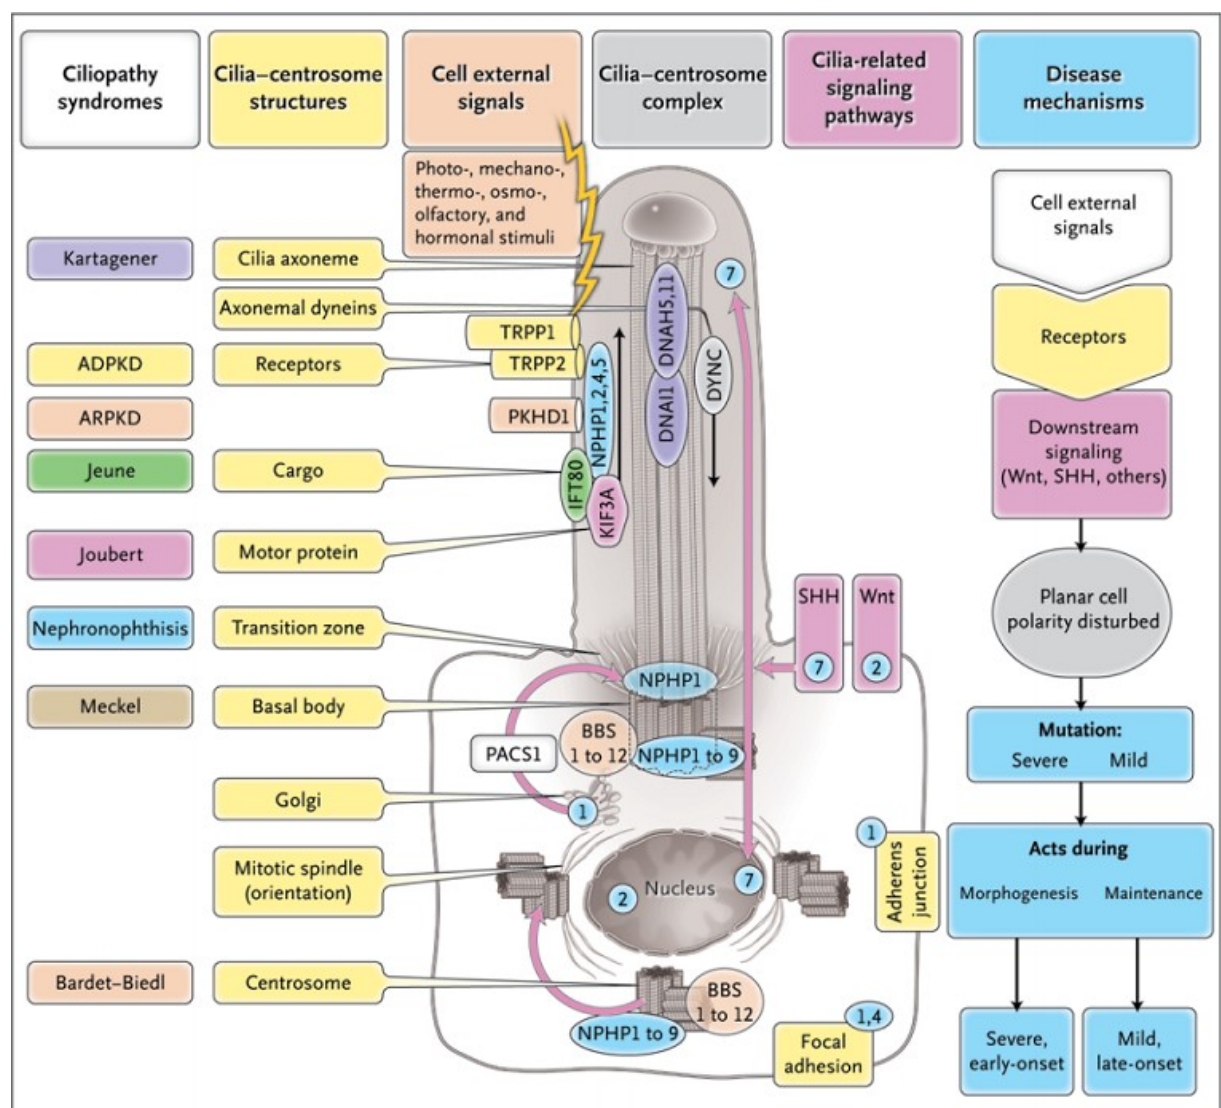 Ciliopathy
syndromes
Cilia–centrosome
structures
Cell external
signals
Cilia–centrosome
complex
Cilia-related
signaling
pathways
Disease
mechanisms
Photo-, mechano-,
thermo-, osmo-,
olfactory, and
hormonal stimuli
Kartagener
ADPKD
ARPKD
Jeune
Joubert
Nephronophthisis
Meckel
Bardet–Biedl
Cilia axoneme
Axonemal dyneins
Receptors
Cargo
Motor protein
Transition zone
Basal body
Golgi
Mitotic spindle
(orientation)
Centrosome
TRPP1
TRPP2
PKHD1
NPHP1,2,4,5
IFT80
KIF3A
DNAH5,11
DNAI1
DYNC
7
SHH
7
Wnt
2
NPHP1
PACS1
BBS
1 to 12
NPHP1 to 9
1
Nucleus
2
7
1
Adherens
junction
BBS
1 to 12
NPHP1 to 9
1,4
Focal
adhesion
Cell external
signals
Receptors
Downstream
signaling
(Wnt, SHH, others)
Planar cell
polarity disturbed
Mutation:
Severe Mild
Acts during
Morphogenesis Maintenance
Severe,
early-onset
Mild,
late-onset